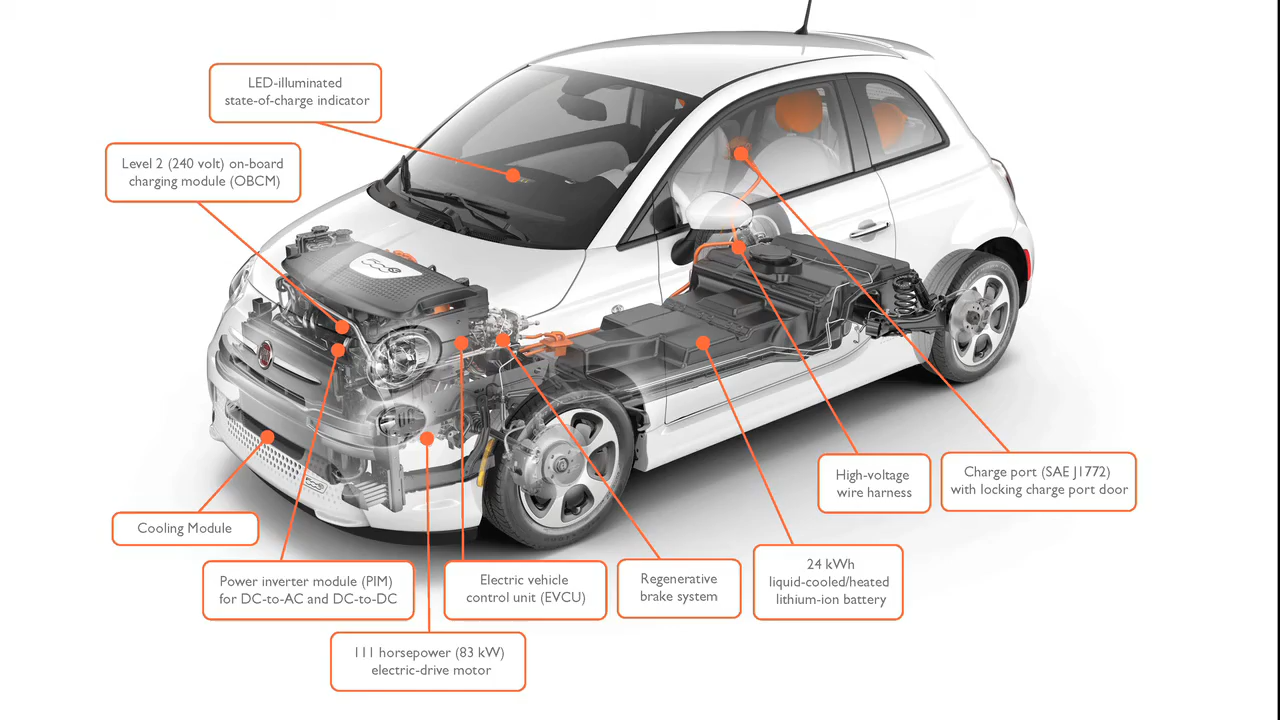 LED-illuminated
state-of-charge indicator
Level 2 (240 volt) on-board
charging module (OBCM)
High-voltage
wire harness
Charge port (SAE J1772)
with locking charge port door
Cooling Module
Power inverter module (PIM)
for DC-to-AC and DC-to-DC
Electric vehicle
control unit (EVCU)
Regenerative
brake system
24 kWh
liquid-cooled/heated
lithium-ion battery
111 horsepower (83 kW)
electric-drive motor